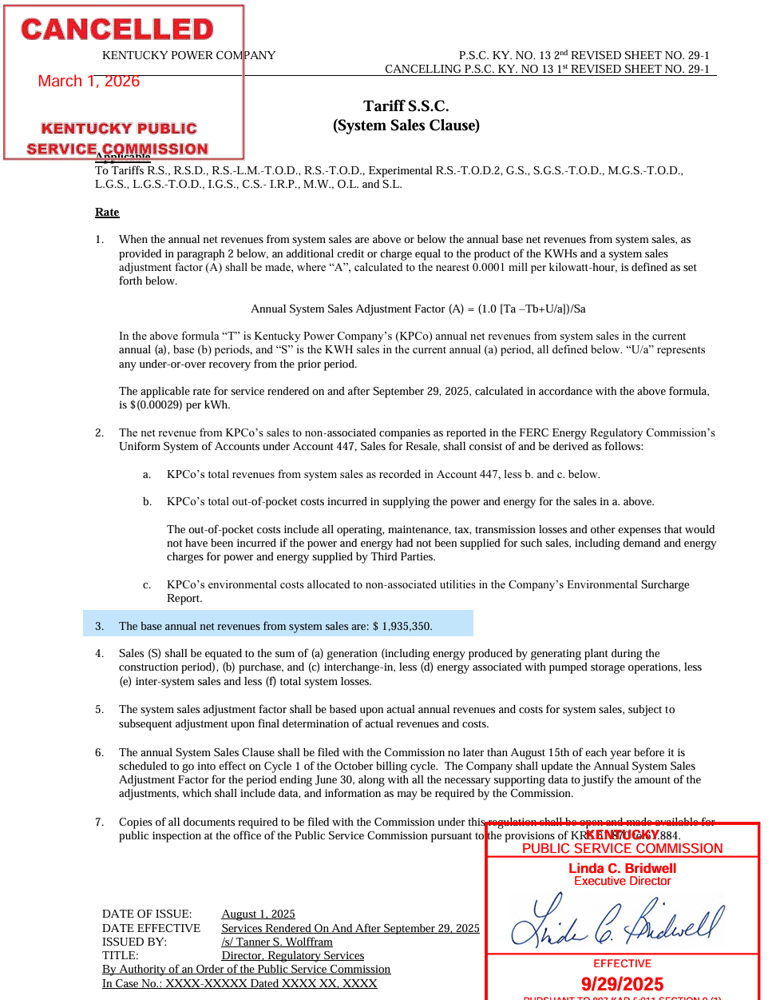 CANCELLED
March 1, 2026
KENTUCKY PUBLIC
SERVICE COMMISSION
KENTUCKY POWER COMPANY
P.S.C. KY. NO. 13 2nd REVISED SHEET NO. 29-1
CANCELLING P.S.C. KY. NO 13 1st REVISED SHEET NO. 29-1
Tariff S.S.C.
(System Sales Clause)
Applicable
To Tariffs R.S., R.S.D., R.S.-L.M.-T.O.D., R.S.-T.O.D., Experimental R.S.-T.O.D.2, G.S., S.G.S.-T.O.D., M.G.S.-T.O.D.,
L.G.S., L.G.S.-T.O.D., I.G.S., C.S.- I.R.P., M.W., O.L. and S.L.
Rate
1. When the annual net revenues from system sales are above or below the annual base net revenues from system sales, as
provided in paragraph 2 below, an additional credit or charge equal to the product of the KWHs and a system sales
adjustment factor (A) shall be made, where “A”, calculated to the nearest 0.0001 mill per kilowatt-hour, is defined as set
forth below.
Annual System Sales Adjustment Factor (A) = (1.0 [Ta –Tb+U/a])/Sa
In the above formula “T” is Kentucky Power Company’s (KPCo) annual net revenues from system sales in the current
annual (a), base (b) periods, and “S” is the KWH sales in the current annual (a) period, all defined below. “U/a” represents
any under-or-over recovery from the prior period.
The applicable rate for service rendered on and after September 29, 2025, calculated in accordance with the above formula,
is $(0.00029) per kWh.
2. The net revenue from KPCo’s sales to non-associated companies as reported in the FERC Energy Regulatory Commission’s
Uniform System of Accounts under Account 447, Sales for Resale, shall consist of and be derived as follows:
a. KPCo’s total revenues from system sales as recorded in Account 447, less b. and c. below.
b. KPCo’s total out-of-pocket costs incurred in supplying the power and energy for the sales in a. above.
The out-of-pocket costs include all operating, maintenance, tax, transmission losses and other expenses that would
not have been incurred if the power and energy had not been supplied for such sales, including demand and energy
charges for power and energy supplied by Third Parties.
c. KPCo’s environmental costs allocated to non-associated utilities in the Company’s Environmental Surcharge
Report.
3. The base annual net revenues from system sales are: $ 1,935,350.
4. Sales (S) shall be equated to the sum of (a) generation (including energy produced by generating plant during the
construction period), (b) purchase, and (c) interchange-in, less (d) energy associated with pumped storage operations, less
(e) inter-system sales and less (f) total system losses.
5. The system sales adjustment factor shall be based upon actual annual revenues and costs for system sales, subject to
subsequent adjustment upon final determination of actual revenues and costs.
6. The annual System Sales Clause shall be filed with the Commission no later than August 15th of each year before it is
scheduled to go into effect on Cycle 1 of the October billing cycle. The Company shall update the Annual System Sales
Adjustment Factor for the period ending June 30, along with all the necessary supporting data to justify the amount of the
adjustments, which shall include data, and information as may be required by the Commission.
7. Copies of all documents required to be filed with the Commission under this regulation shall be open and made available for
public inspection at the office of the Public Service Commission pursuant to the provisions of KRS 61.884.
KENTUCKY
PUBLIC SERVICE COMMISSION
Linda C. Bridwell
Executive Director
Linda C. Bridwell
EFFECTIVE
9/29/2025
PURSUANT TO 807 KAR 5:011 SECTION 9 (1)
DATE OF ISSUE: August 1, 2025
DATE EFFECTIVE Services Rendered On And After September 29, 2025
ISSUED BY: /s/ Tanner S. Wolffram
TITLE: Director, Regulatory Services
By Authority of an Order of the Public Service Commission
In Case No.: XXXX-XXXXX Dated XXXX XX, XXXX